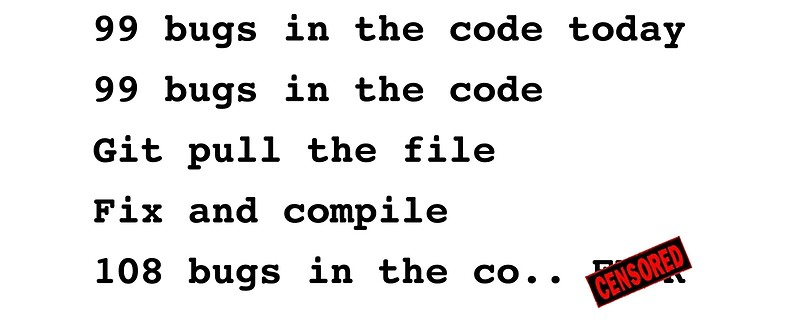 99 bugs in the code today
99 bugs in the code
Git pull the file
Fix and compile
108 bugs in the co..
CENSORED